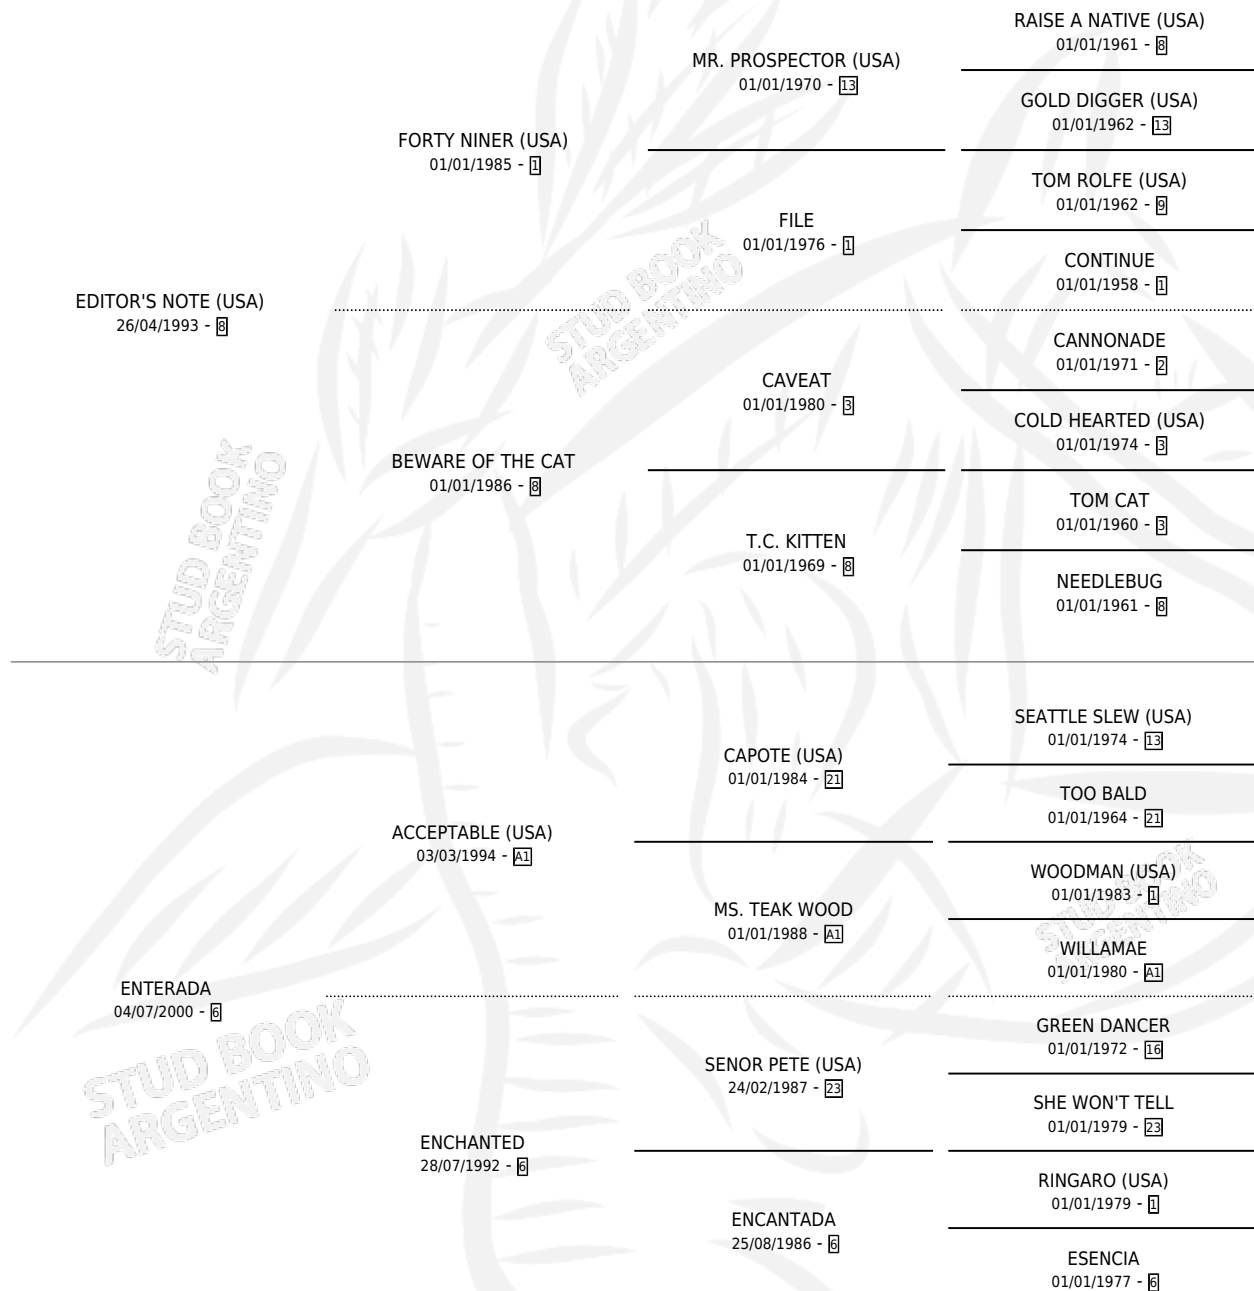 RAISE A NATIVE (USA)
01/01/1961 - 8
MR. PROSPECTOR (USA)
01/01/1970 - 13
GOLD DIGGER (USA)
01/01/1962 - 13
FORTY NINER (USA)
01/01/1985 - 1
TOM ROLFE (USA)
01/01/1962 - 9
FILE
01/01/1976 - 1
CONTINUE
01/01/1958 - 1
EDITOR'S NOTE (USA)
26/04/1993 - 8
CANNONADE
01/01/1971 - 2
CAVEAT
01/01/1980 - 3
COLD HEARTED (USA)
01/01/1974 - 3
BEWARE OF THE CAT
01/01/1986 - 8
TOM CAT
01/01/1960 - 3
T.C. KITTEN
01/01/1969 - 8
NEEDLEBUG
01/01/1961 - 8
SEATTLE SLEW (USA)
01/01/1974 - 13
CAPOTE (USA)
01/01/1984 - 21
TOO BALD
01/01/1964 - 21
ACCEPTABLE (USA)
03/03/1994 - A1
WOODMAN (USA)
01/01/1983 - 1
MS. TEAK WOOD
01/01/1988 - A1
WILLAMAE
01/01/1980 - A1
ENTERADA
04/07/2000 - 6
GREEN DANCER
01/01/1972 - 16
SENOR PETE (USA)
24/02/1987 - 23
SHE WON'T TELL
01/01/1979 - 23
ENCHANTED
28/07/1992 - 6
RINGARO (USA)
01/01/1979 - 1
ENCANTADA
25/08/1986 - 6
ESENCIA
01/01/1977 - 6
STUD BOOK
ARGENTINO
STUD BOOK
ARGENTINO
STUD BOOK
ARGENTINO
STUD BOOK
ARGENTINO